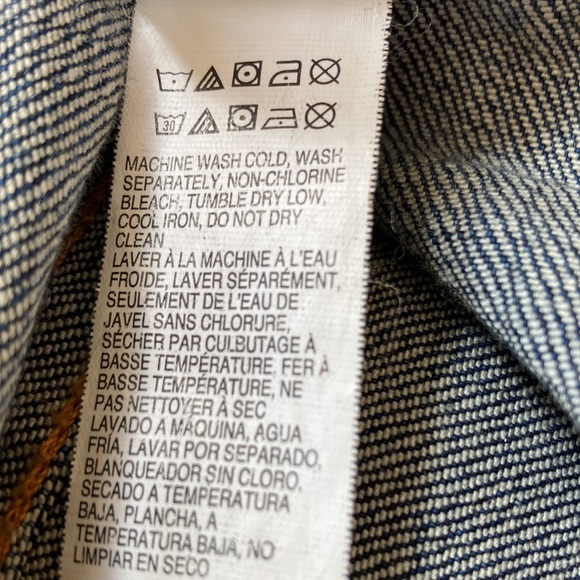 30
MACHINE WASH COLD, WASH
SEPARATELY, NON-CHLORINE
BLEACH, TUMBLE DRY LOW,
COOL IRON, DO NOT DRY
CLEAN
LAVER À LA MACHINE À L'EAU
FROIDE, LAVER SÉPARÉMENT,
SEULEMENT DE L'EAU DE
JAVEL SANS CHLORURE,
SÉCHER PAR CULBUTAGE À
BASSE TEMPÉRATURE, FER À
BASSE TEMPÉRATURE, NE
PAS NETTOYER À SEC
LAVADO A MÁQUINA, AGUA
FRÍA, LAVAR POR SEPARADO,
BLANQUEADOR SIN CLORO,
SECADO A TEMPERATURA
BAJA, PLANCHA, A
TEMPERATURA BAJA, NO
LIMPIAR EN SECO